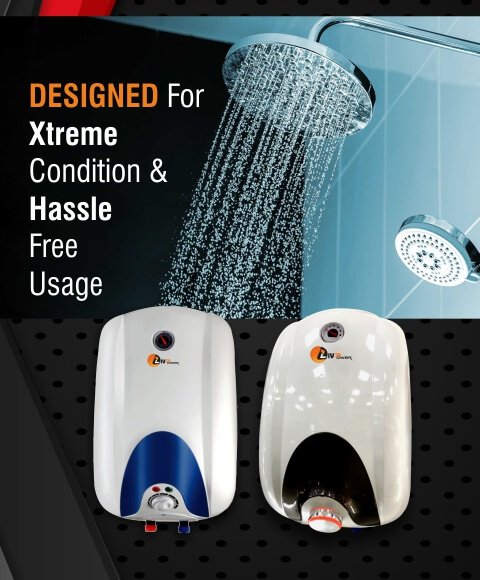 DESIGNED For
Xtreme
Condition &
Hassle
Free
Usage